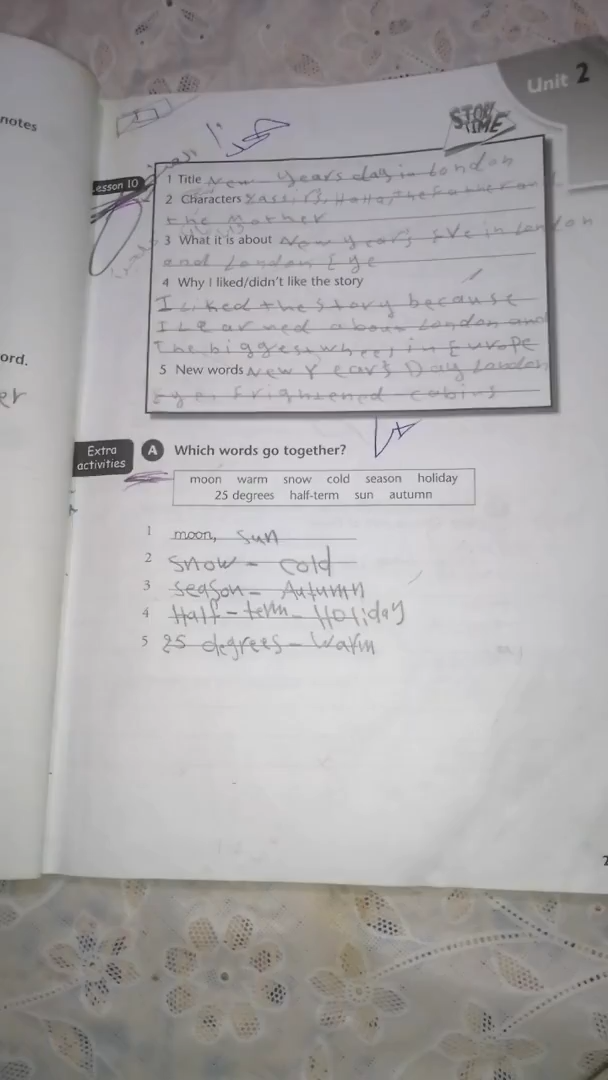 notes
ord.
er
Unit 2
STORY TIME
Lesson 10
1 Title New years day in London
2 Characters Yassir, Hoda, The father and
the mother
3 What it is about New year's Eve in London
and London Eye
4 Why I liked/didn't like the story
I Liked the story because
I Learned about London and
The biggest wheel in Europe
5 New words New Year's Day London
Eye, frightened cabins
Extra activities
A Which words go together?
moon warm snow cold season holiday
25 degrees half-term sun autumn
1 moon, sun
2 snow - cold
3 season - Autumn
4 Half - term - Holiday
5 25 degrees - Warm